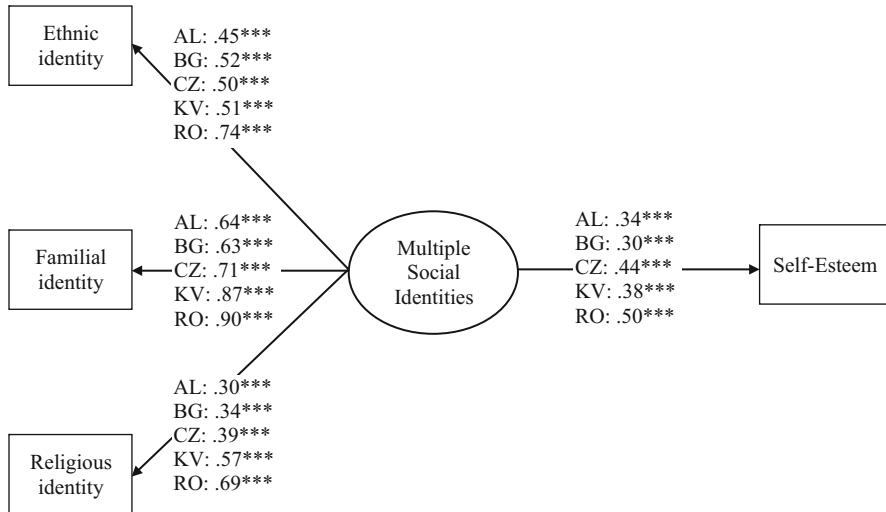 Ethnic
identity
AL: .45***
BG: .52***
CZ: .50***
KV: .51***
RO: .74***
Familial
identity
AL: .64***
BG: .63***
CZ: .71***
KV: .87***
RO: .90***
Multiple
Social
Identities
AL: .34***
BG: .30***
CZ: .44***
KV: .38***
RO: .50***
Self-Esteem
Religious
identity
AL: .30***
BG: .34***
CZ: .39***
KV: .57***
RO: .69***